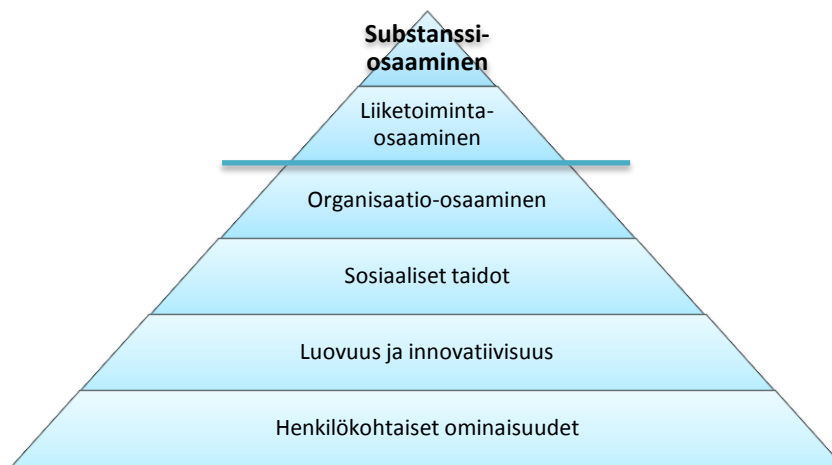 Substanssi-
osaaminen
Liiketoiminta-
osaaminen
Organisaatio-osaaminen
Sosiaaliset taidot
Luovuus ja innovatiivisuus
Henkilökohtaiset ominaisuudet